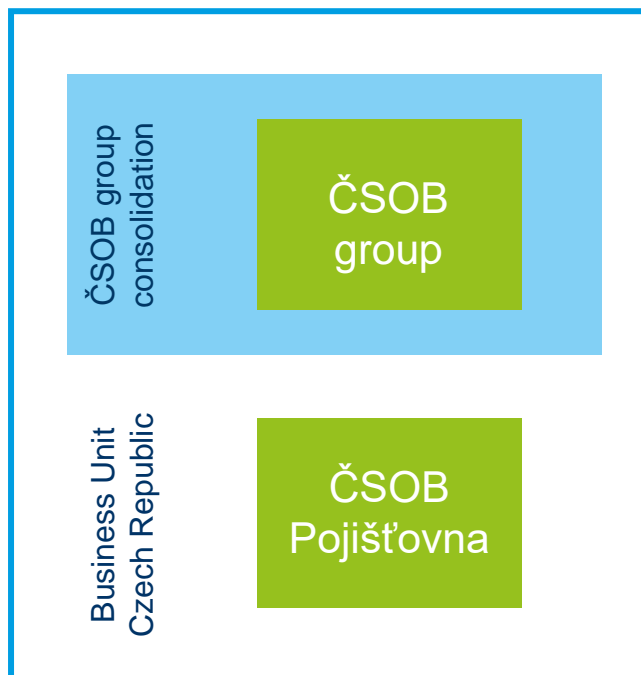 ČSOB group
consolidation
ČSOB
group
Business Unit
Czech Republic
ČSOB
Pojišťovna